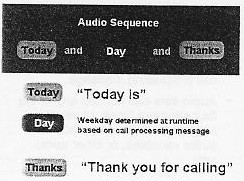 Audio Sequence
Today and Day and Thanks
Today "Today is"
Day Weekday determined at runtime
based on call processing message
Thanks "Thank you for calling"